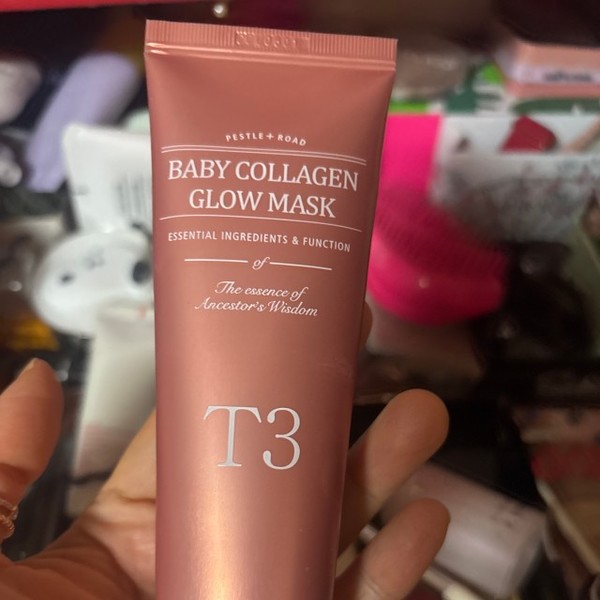 PESTLE + ROAD
BABY COLLAGEN
GLOW MASK
ESSENTIAL INGREDIENTS & FUNCTION
of
The essence of
Ancestor's Wisdom
T3